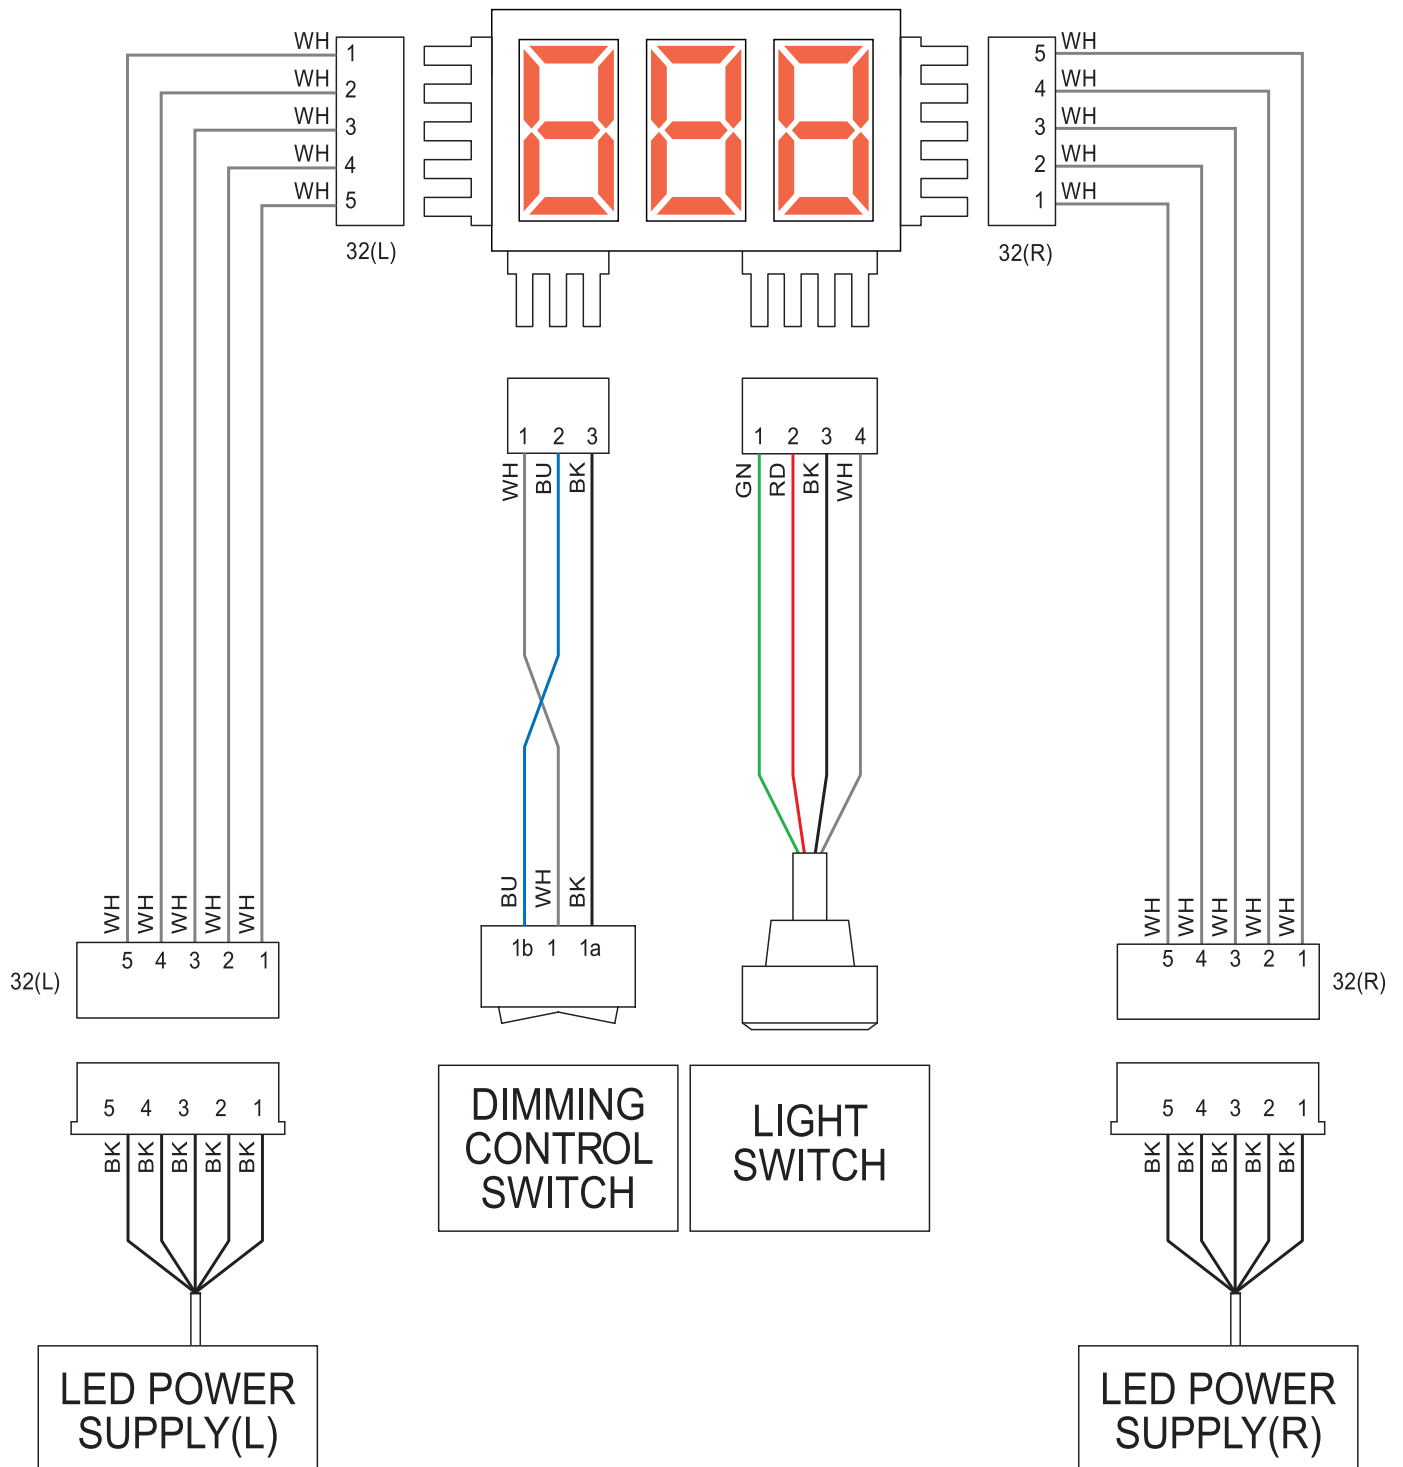 WH 1
WH 2
WH 3
WH 4
WH 5
32(L)
5 WH
4 WH
3 WH
2 WH
1 WH
32(R)
1 2 3
WH BU BK
1 2 3 4
GN RD BK WH
BU WH BK
1b 1 1a
WH WH WH WH WH
5 4 3 2 1
32(L)
WH WH WH WH WH
5 4 3 2 1
32(R)
5 4 3 2 1
BK BK BK BK BK
DIMMING
CONTROL
SWITCH
LIGHT
SWITCH
5 4 3 2 1
BK BK BK BK BK
LED POWER
SUPPLY(L)
LED POWER
SUPPLY(R)